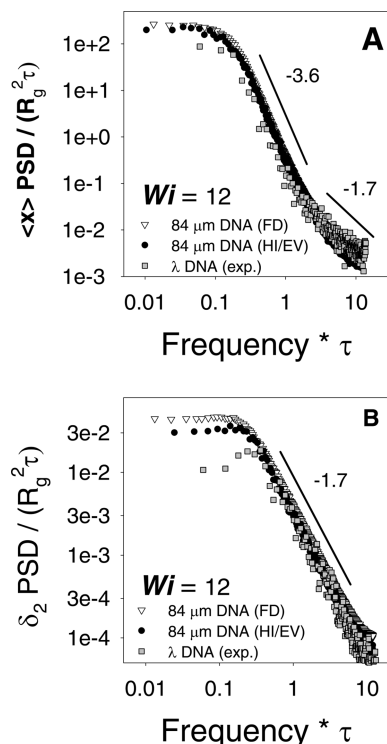 A
1e+2
1e+1
1e+0
1e-1
1e-2
1e-3
<x> PSD / (R_g^2 τ)
-3.6
-1.7
Wi = 12
84 μm DNA (FD)
84 μm DNA (HI/EV)
λ DNA (exp.)
0.01 0.1 1 10
Frequency * τ
B
3e-2
1e-2
3e-3
1e-3
3e-4
1e-4
δ₂ PSD / (R_g^2 τ)
-1.7
Wi = 12
84 μm DNA (FD)
84 μm DNA (HI/EV)
λ DNA (exp.)
0.01 0.1 1 10
Frequency * τ